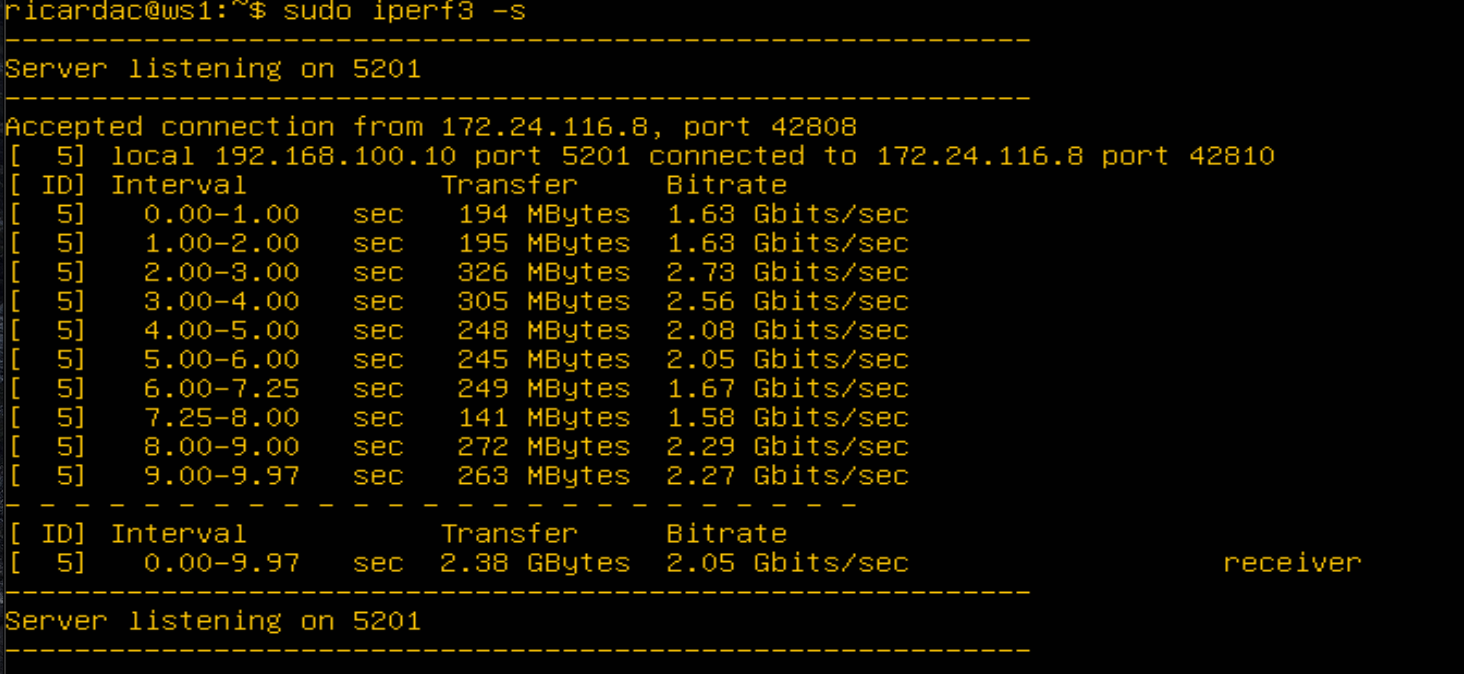 ricardac@ws1:~$ sudo iperf3 -s
-----------------------------------------------------------
Server listening on 5201
-----------------------------------------------------------
Accepted connection from 172.24.116.8, port 42808
[  5] local 192.168.100.10 port 5201 connected to 172.24.116.8 port 42810
[ ID] Interval           Transfer     Bitrate
[  5]   0.00-1.00   sec   194 MBytes  1.63 Gbits/sec
[  5]   1.00-2.00   sec   195 MBytes  1.63 Gbits/sec
[  5]   2.00-3.00   sec   326 MBytes  2.73 Gbits/sec
[  5]   3.00-4.00   sec   305 MBytes  2.56 Gbits/sec
[  5]   4.00-5.00   sec   248 MBytes  2.08 Gbits/sec
[  5]   5.00-6.00   sec   245 MBytes  2.05 Gbits/sec
[  5]   6.00-7.25   sec   249 MBytes  1.67 Gbits/sec
[  5]   7.25-8.00   sec   141 MBytes  1.58 Gbits/sec
[  5]   8.00-9.00   sec   272 MBytes  2.29 Gbits/sec
[  5]   9.00-9.97   sec   263 MBytes  2.27 Gbits/sec
- - - - - - - - - - - - - - - - - - - - - - - - -
[ ID] Interval           Transfer     Bitrate
[  5]   0.00-9.97   sec  2.38 GBytes  2.05 Gbits/sec                  receiver
-----------------------------------------------------------
Server listening on 5201
-----------------------------------------------------------